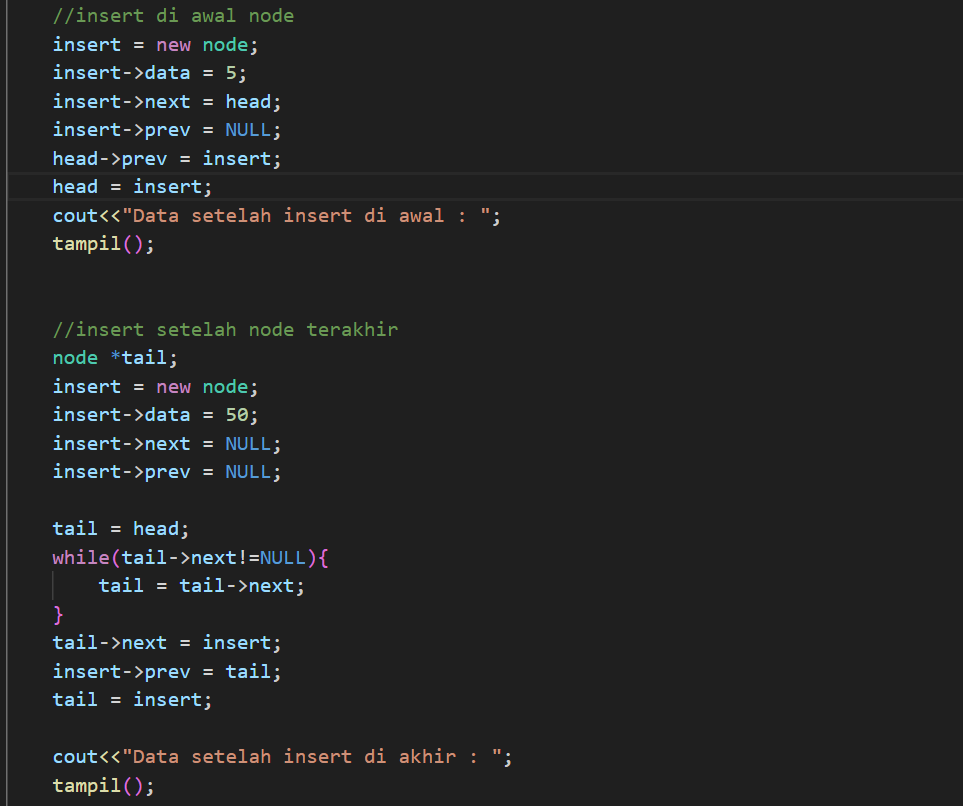 //insert di awal node
insert = new node;
insert->data = 5;
insert->next = head;
insert->prev = NULL;
head->prev = insert;
head = insert;
cout<<"Data setelah insert di awal : ";
tampil();
//insert setelah node terakhir
node *tail;
insert = new node;
insert->data = 50;
insert->next = NULL;
insert->prev = NULL;
tail = head;
while(tail->next!=NULL){
    tail = tail->next;
}
tail->next = insert;
insert->prev = tail;
tail = insert;
cout<<"Data setelah insert di akhir : ";
tampil();